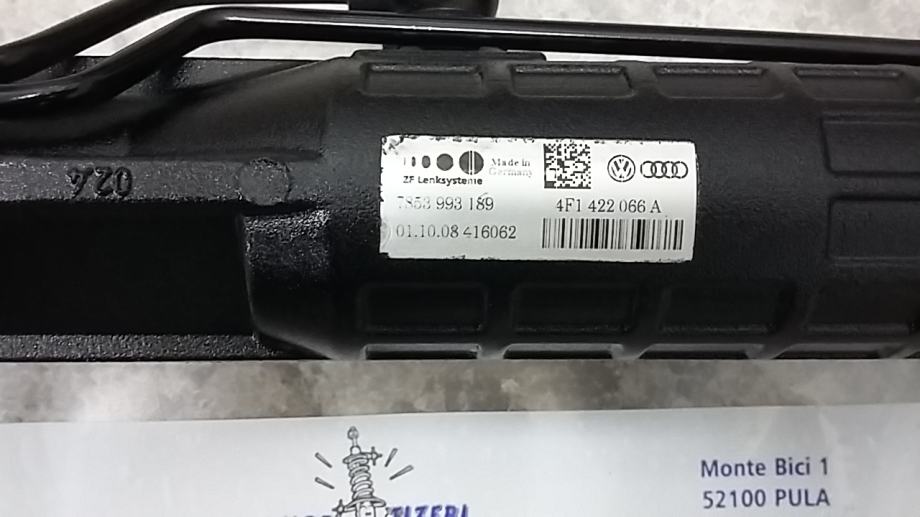 024
Made in
Germany
ZF Lenksysteme
7853 993 189
4F1 422 066 A
01.10.08 416062
Monte Bici 1
52100 PULA